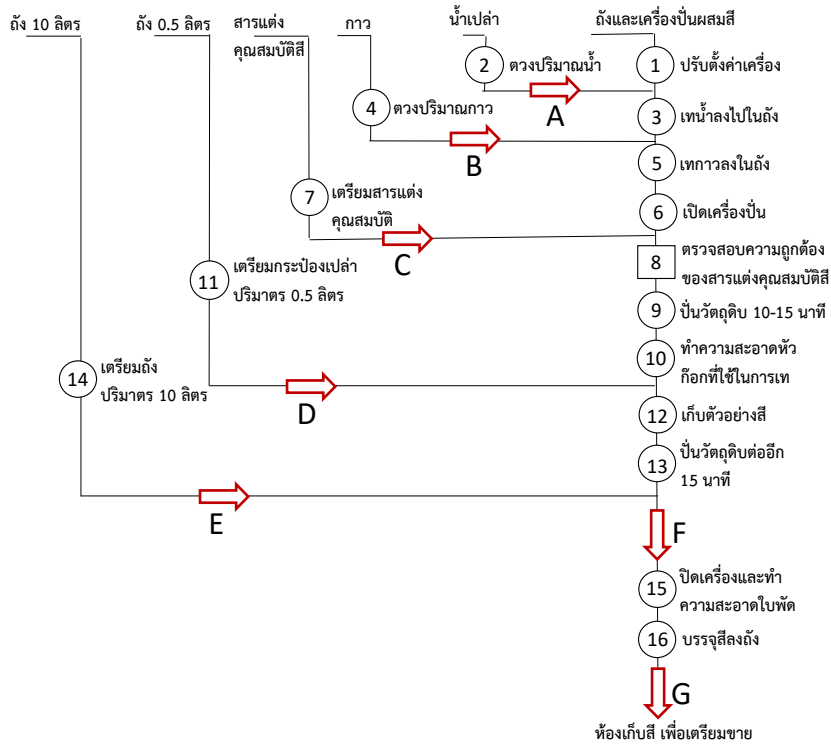 ถัง 10 ลิตร
ถัง 0.5 ลิตร
สารแต่ง
คุณสมบัติสี
กาว
น้ำเปล่า
ถังและเครื่องปั่นผสมสี
2
ตวงปริมาณน้ำ
1
ปรับตั้งค่าเครื่อง
A
4
ตวงปริมาณกาว
3
เทน้ำลงไปในถัง
B
5
เทกาวลงในถัง
7
เตรียมสารแต่ง
คุณสมบัติ
6
เปิดเครื่องปั่น
C
8
ตรวจสอบความถูกต้อง
ของสารแต่งคุณสมบัติสี
11
เตรียมกระป๋องเปล่า
ปริมาตร 0.5 ลิตร
9
ปั่นวัตถุดิบ 10-15 นาที
14
เตรียมถัง
ปริมาตร 10 ลิตร
10
ทำความสะอาดหัว
ก๊อกที่ใช้ในการเท
D
12
เก็บตัวอย่างสี
13
ปั่นวัตถุดิบต่ออีก
15 นาที
E
F
15
ปิดเครื่องและทำ
ความสะอาดใบพัด
16
บรรจุสีลงถัง
G
ห้องเก็บสี เพื่อเตรียมขาย